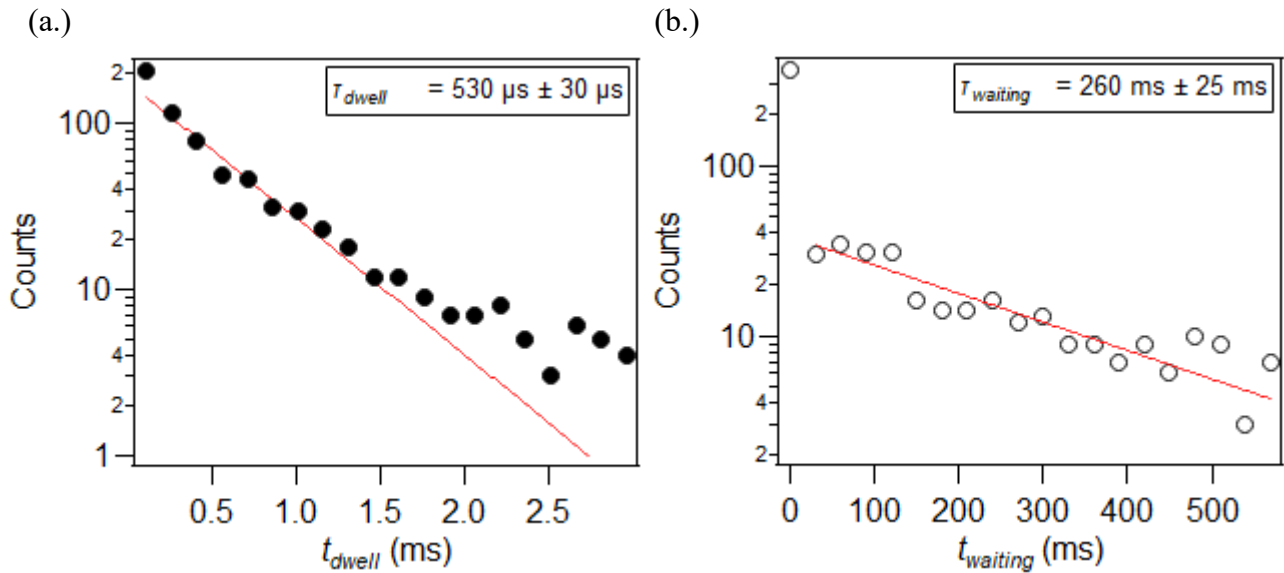 (a.)
(b.)
τdwell = 530 µs ± 30 µs
2
100
4
2
10
4
2
1
Counts
0.5 1.0 1.5 2.0 2.5
tdwell (ms)
τwaiting = 260 ms ± 25 ms
2
100
4
2
10
4
2
Counts
0 100 200 300 400 500
twaiting (ms)